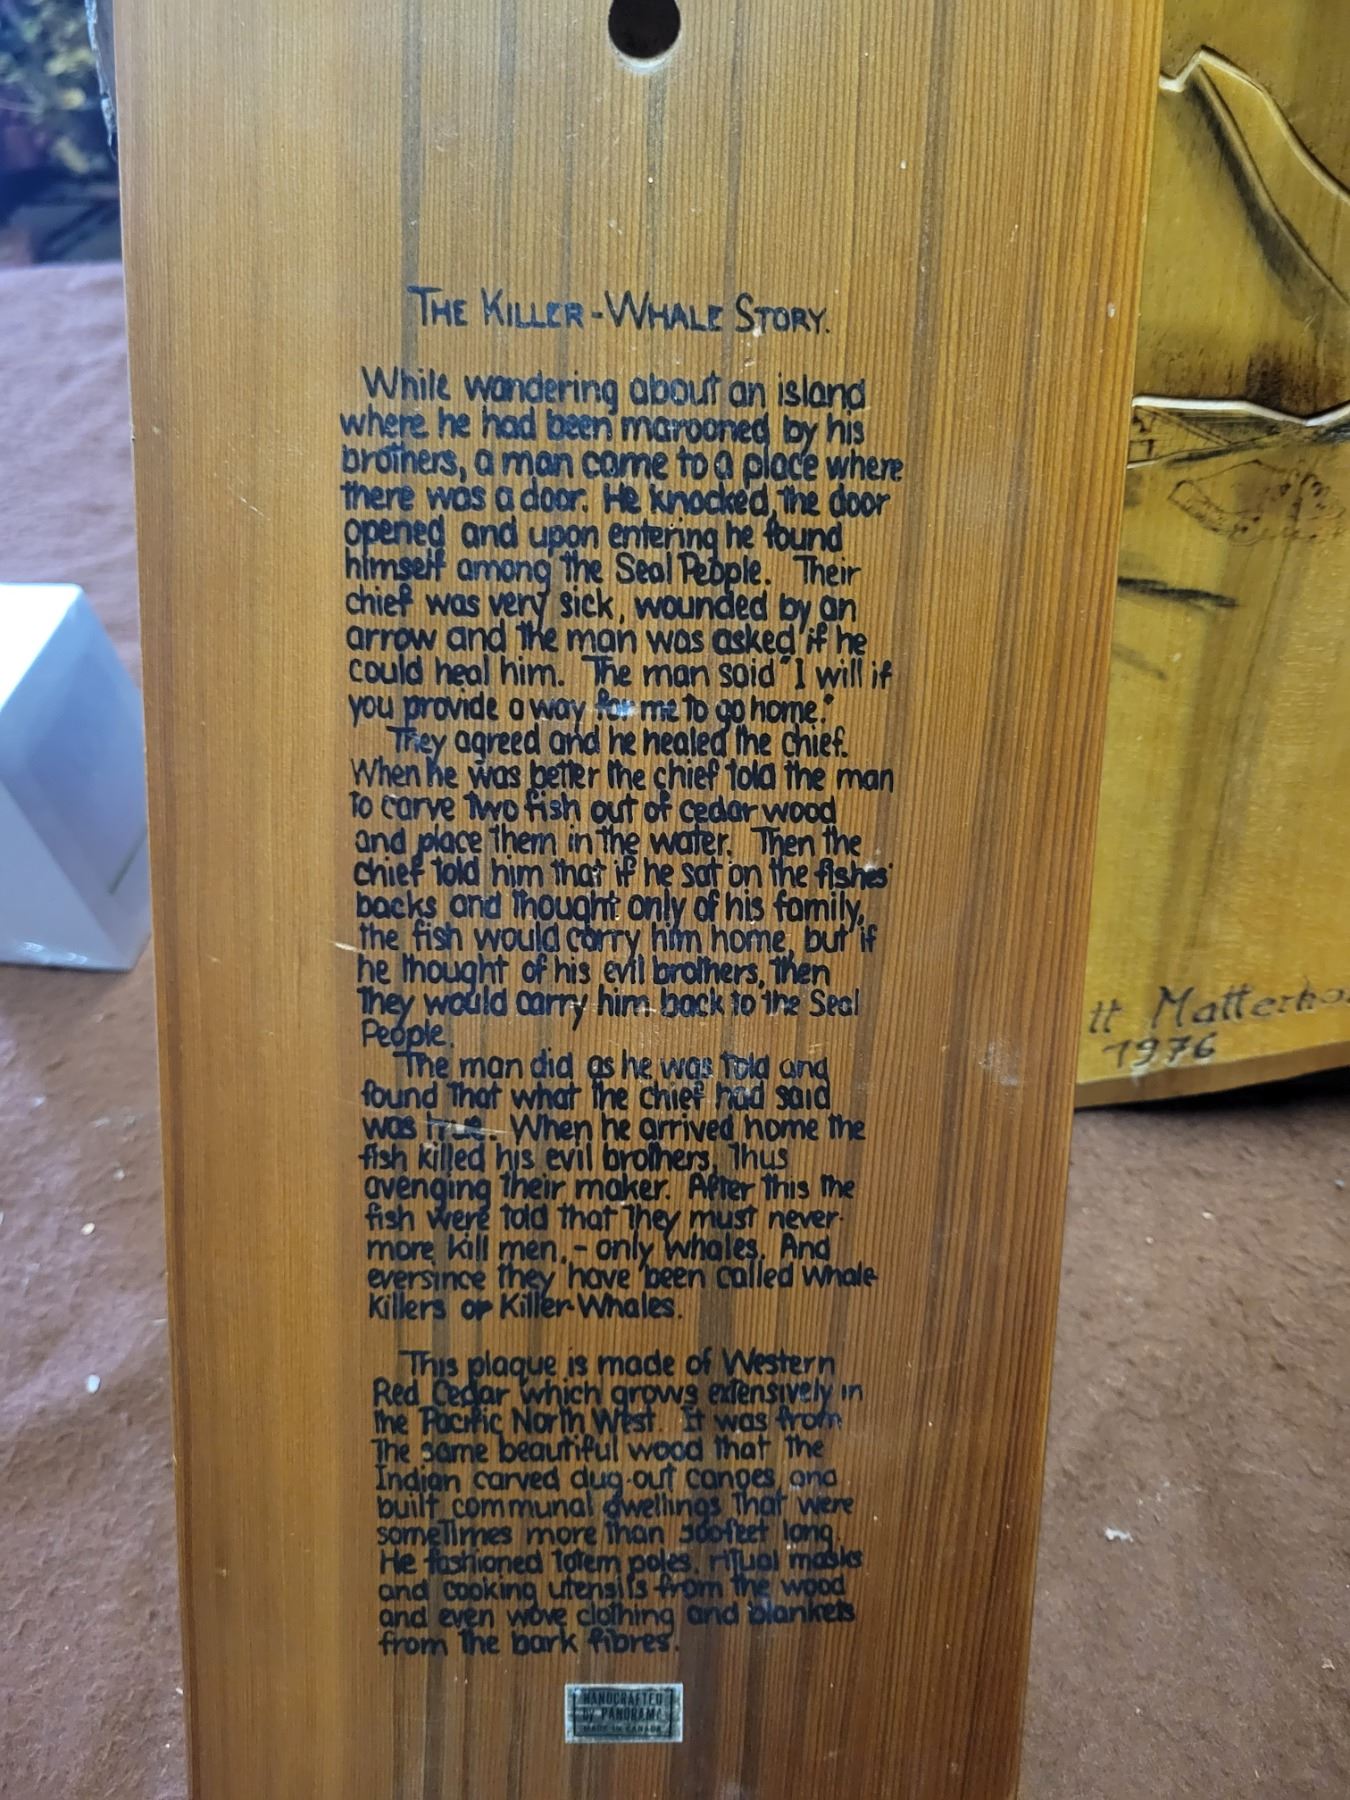 THE KILLER-WHALE STORY.
While wandering about an island
where he had been marooned by his
brothers, a man came to a place where
there was a door. He knocked, the door
opened and upon entering he found
himself among the Seal People. Their
chief was very sick, wounded by an
arrow and the man was asked if he
could heal him. The man said "I will if
you provide a way for me to go home."
They agreed and he healed the chief.
When he was better the chief told the man
to carve two fish out of cedar wood
and place them in the water. Then the
chief told him that if he sat on the fishes'
backs and thought only of his family,
the fish would carry him home, but if
he thought of his evil brothers, then
they would carry him back to the Seal
People.
The man did as he was told and
found that what the chief had said
was true. When he arrived home the
fish killed his evil brothers, thus
avenging their maker. After this the
fish were told that they must never
more kill men, - only whales. And
eversince they have been called Whale-
killers or Killer-Whales.
This plaque is made of Western
Red Cedar which grows extensively in
the Pacific North West. It was from
the same beautiful wood that the
Indian carved dug-out canoes and
built communal dwellings that were
sometimes more than 500feet long.
He fashioned totem poles, ritual masks
and cooking utensils from the wood
and even wove clothing and blankets
from the bark fibres.
HANDCRAFTED
by PANORAMA
MADE IN CANADA
tt Matterho
1976